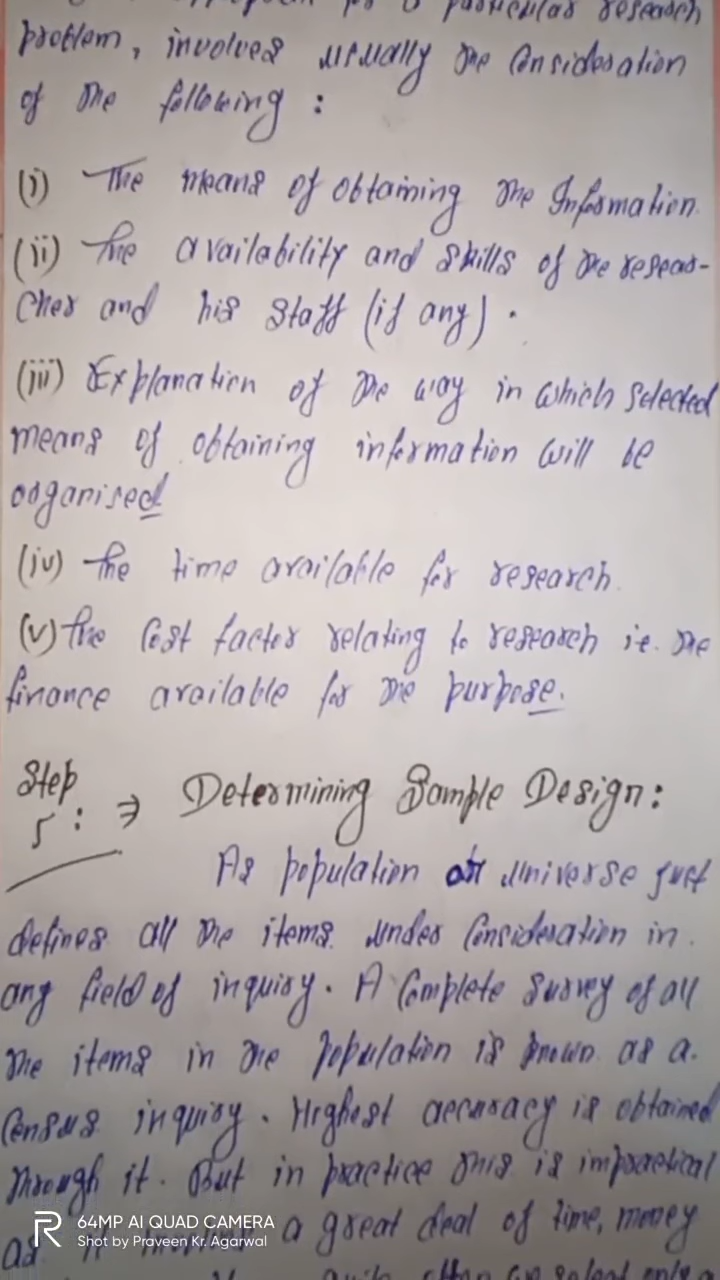 particular research
problem, involves usually the consideration
of the following :
(i) The means of obtaining the Information.
(ii) The availability and skills of the resear-
cher and his staff (if any) .
(iii) Explanation of the way in which selected
means of obtaining information will be
organised
(iv) The time available for research.
(v) The Cost factor relating to research i.e. the
finance available for the purpose.
Step
5 : ⇒ Determining Sample Design :
As population or universe just
defines all the items under Consideration in
any field of inquiry . A Complete Survey of all
the items in the Population is known as a
Census inquiry . Highest accuracy is obtained
through it . But in practice this is impractical
as it a great deal of time, money
64MP AI QUAD CAMERA
Shot by Praveen Kr. Agarwal